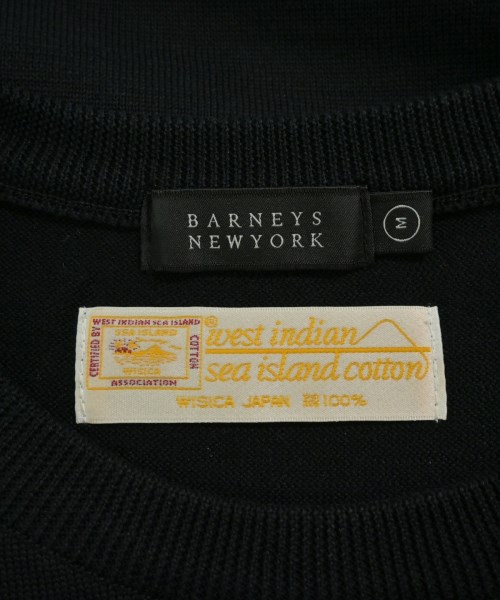 BARNEYS
NEWYORK
M
CERTIFIED BY
WEST INDIAN SEA ISLAND
COTTON
ASSOCIATION
SEA ISLAND
WISICA
®
west indian
sea island cotton
WISICA JAPAN 綿100%